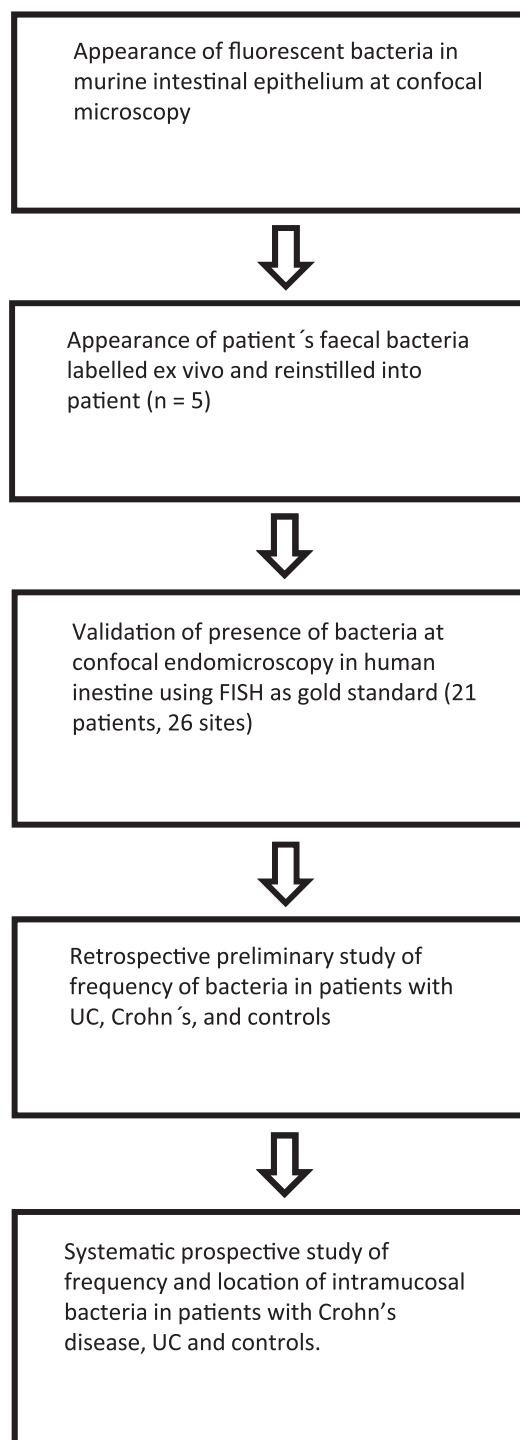 Appearance of fluorescent bacteria in
murine intestinal epithelium at confocal
microscopy
Appearance of patient´s faecal bacteria
labelled ex vivo and reinstilled into
patient (n = 5)
Validation of presence of bacteria at
confocal endomicroscopy in human
inestine using FISH as gold standard (21
patients, 26 sites)
Retrospective preliminary study of
frequency of bacteria in patients with
UC, Crohn´s, and controls
Systematic prospective study of
frequency and location of intramucosal
bacteria in patients with Crohn’s
disease, UC and controls.